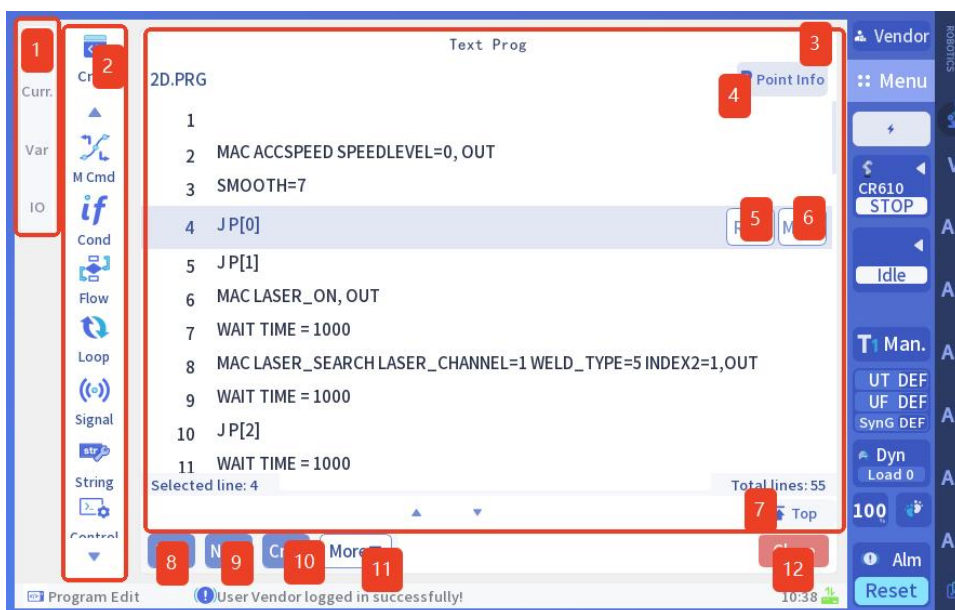 1
2
3
4
5
6
7
8
9
10
11
12
Curr.
Var
IO
M Cmd
if
Cond
Flow
Loop
((·))
Signal
str
String
Control
Text Prog
2D.PRG
Point Info
1
2 MAC ACCSPEED SPEEDLEVEL=0, OUT
3 SMOOTH=7
4 J P[0]
5 J P[1]
6 MAC LASER_ON, OUT
7 WAIT TIME = 1000
8 MAC LASER_SEARCH LASER_CHANNEL=1 WELD_TYPE=5 INDEX2=1,OUT
9 WAIT TIME = 1000
10 J P[2]
11 WAIT TIME = 1000
Selected line: 4
Total lines: 55
Top
More
Program Edit
User Vendor logged in successfully!
10:38
Vendor
Menu
CR610
STOP
Idle
T1 Man.
UT DEF
UF DEF
SynG DEF
Dyn
Load 0
100%
Alm
Reset
ROBOTICS